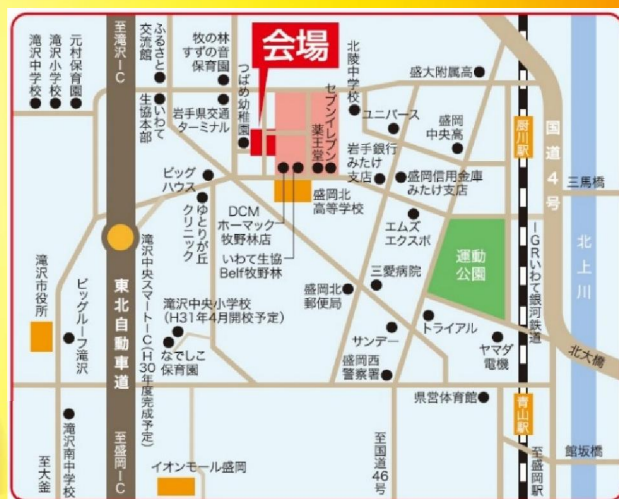 元村保育園
滝沢小学校
滝沢中学校
至滝沢IC
ふるさと
交流館
いわて
生協本部
牧の林
すずの音
保育園
岩手県交通
ターミナル
つばめ幼稚園
会場
セブンイレブン
薬王堂
北陵中学校
盛大附属高
ユニバース
盛岡
中央高
岩手銀行
みたけ
支店
盛岡信用金庫
みたけ支店
厨川駅
国道4号
三馬橋
北上川
ビッグ
ハウス
ゆとりが丘
クリニック
DCM
ホーマック
牧野林店
いわて生協
Belf牧野林
盛岡北
高等学校
エムズ
エクスポ
運動
公園
IGRいわて銀河鉄道
滝沢市役所
ビッグルーフ滝沢
東北自動車道
滝沢中央スマートIC(H30年度完成予定)
滝沢中央小学校
(H31年4月開校予定)
なでしこ
保育園
盛岡北
郵便局
三愛病院
サンデー
トライアル
ヤマダ
電機
北大橋
盛岡西
警察署
県営体育館
青山駅
滝沢南中学校
至大釜
至盛岡IC
イオンモール盛岡
至国道
46号
至盛岡駅
館坂橋